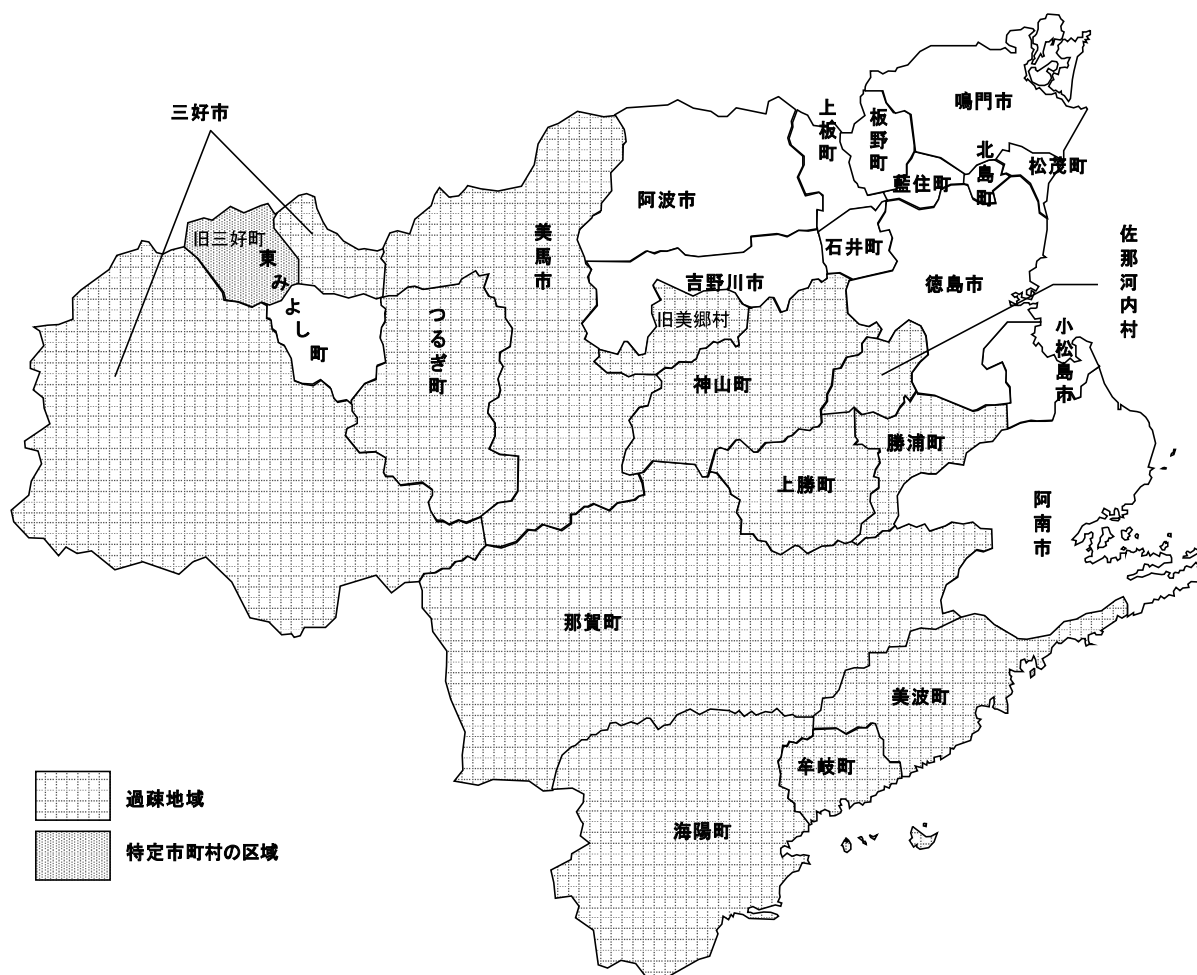 三好市
上板町
板野町
鳴門市
北島町
松茂町
藍住町
阿波市
石井町
徳島市
佐那河内村
美馬市
旧三好町
東みよし町
吉野川市
旧美郷村
つるぎ町
小松島市
神山町
勝浦町
上勝町
阿南市
那賀町
美波町
牟岐町
海陽町
過疎地域
特定市町村の区域